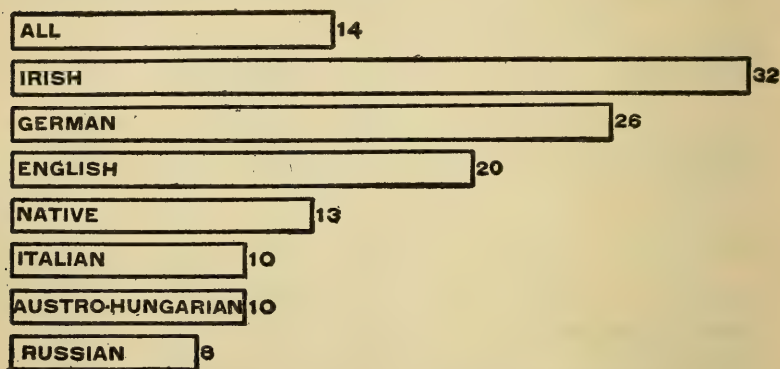 ALL 14
IRISH 32
GERMAN 26
ENGLISH 20
NATIVE 13
ITALIAN 10
AUSTRO-HUNGARIAN 10
RUSSIAN 8